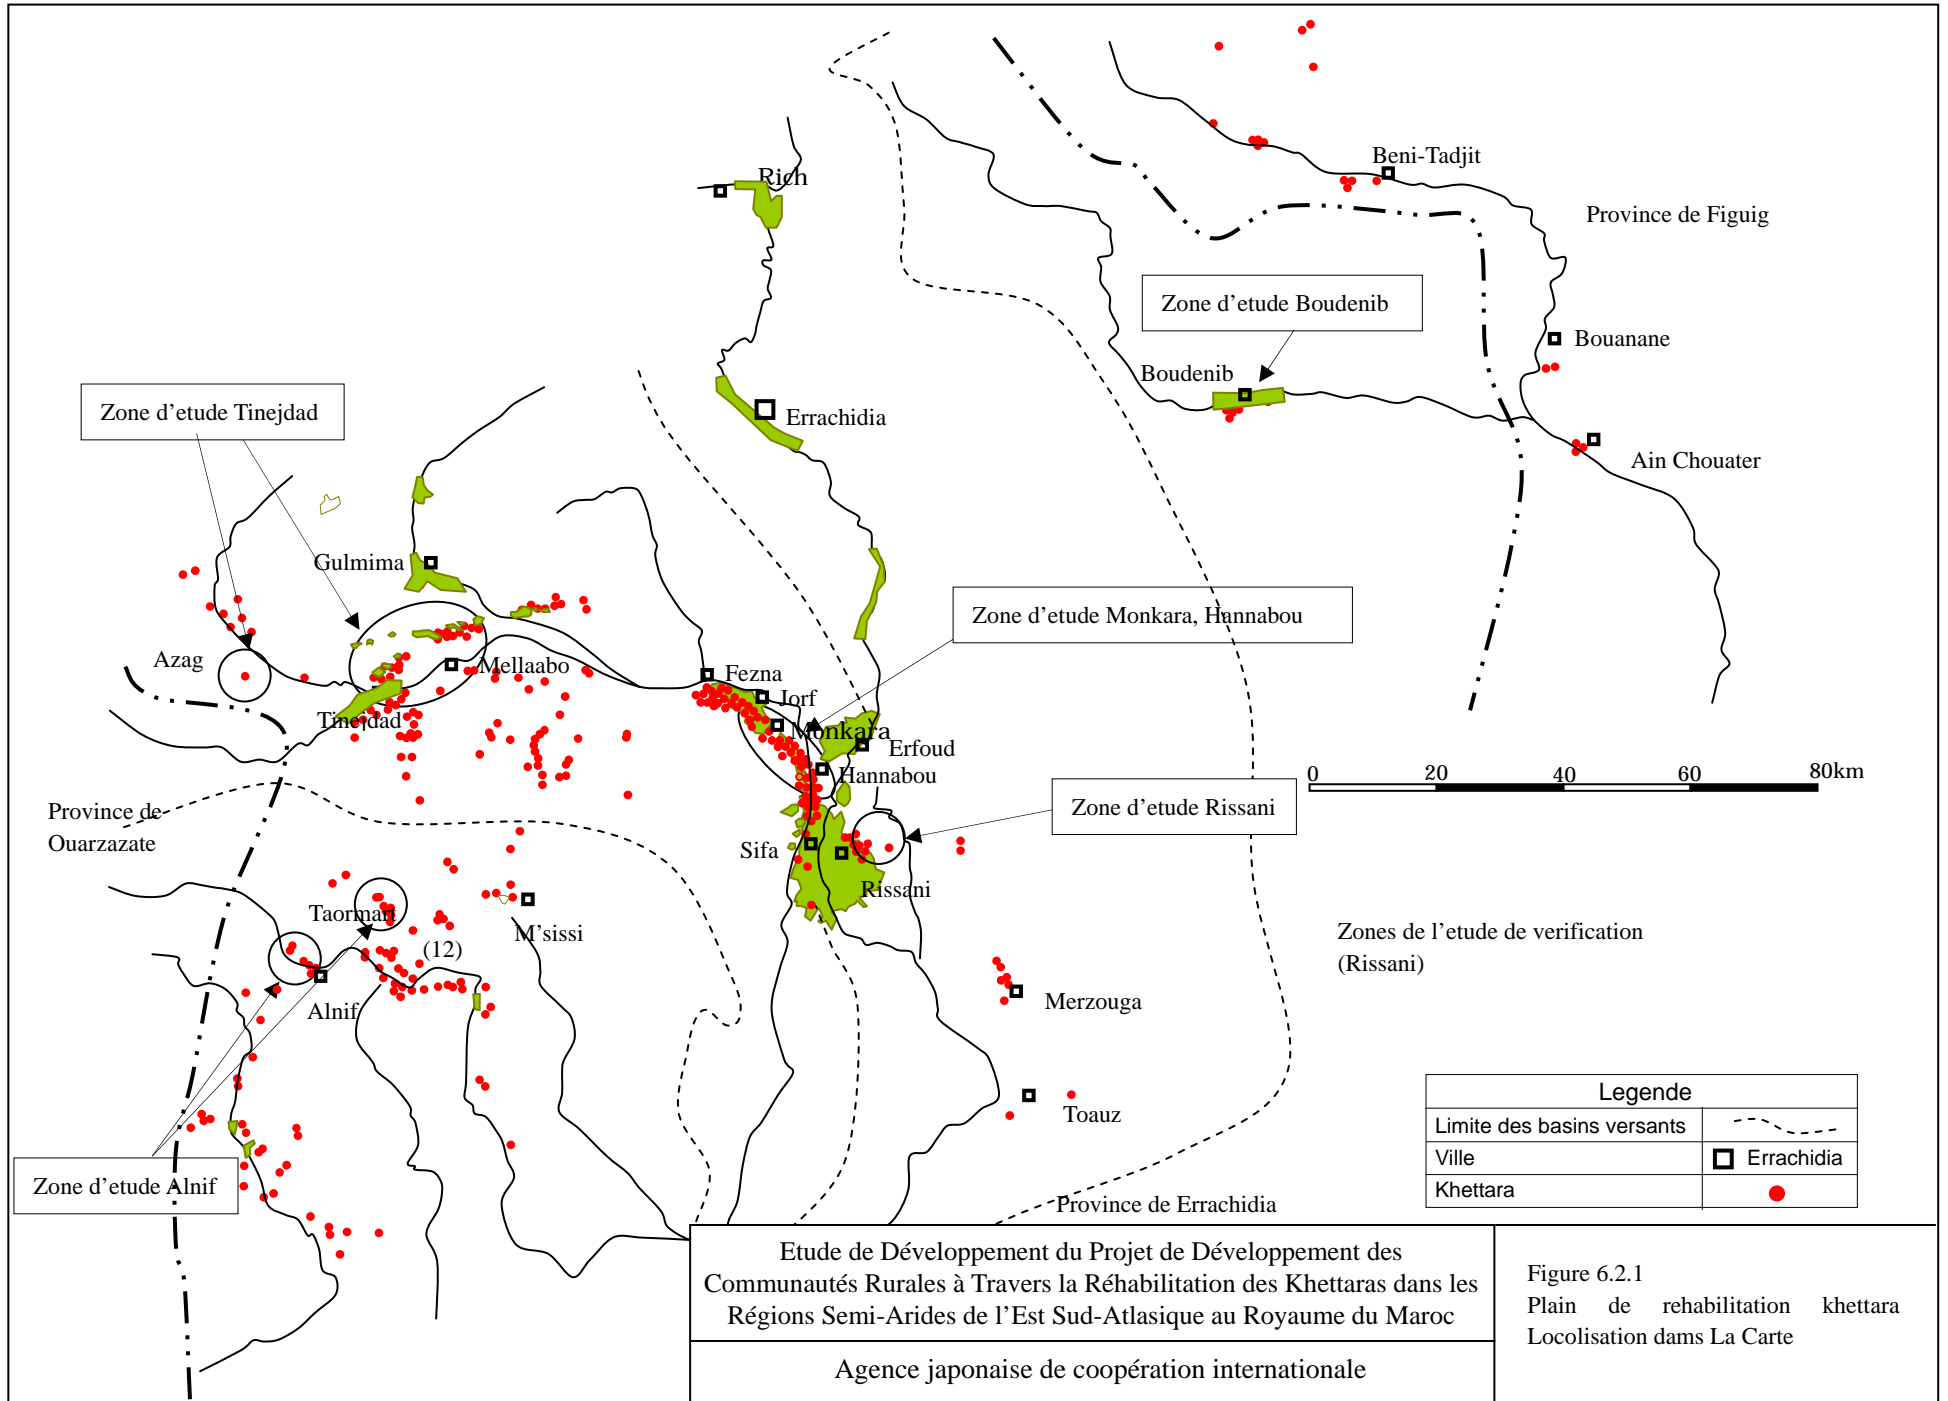 Rich
Beni-Tadjit
Province de Figuig
Zone d'etude Boudenib
Bouanane
Boudenib
Zone d'etude Tinejdad
Errachidia
Ain Chouater
Gulmima
Zone d'etude Monkara, Hannabou
Azag
Mellaabo
Fezna
Jorf
Tinejdad
Monkara
Erfoud
Hannabou
0 20 40 60 80km
Province de
Ouarzazate
Zone d'etude Rissani
Sifa
Rissani
Taormart
M'sissi
(12)
Zones de l'etude de verification
(Rissani)
Alnif
Merzouga
Toauz
Zone d'etude Alnif
Province de Errachidia
Legende
Limite des basins versants
Ville Errachidia
Khettara
Etude de Développement du Projet de Développement des
Communautés Rurales à Travers la Réhabilitation des Khettaras dans les
Régions Semi-Arides de l'Est Sud-Atlasique au Royaume du Maroc
Agence japonaise de coopération internationale
Figure 6.2.1
Plain de rehabilitation khettara
Locolisation dams La Carte